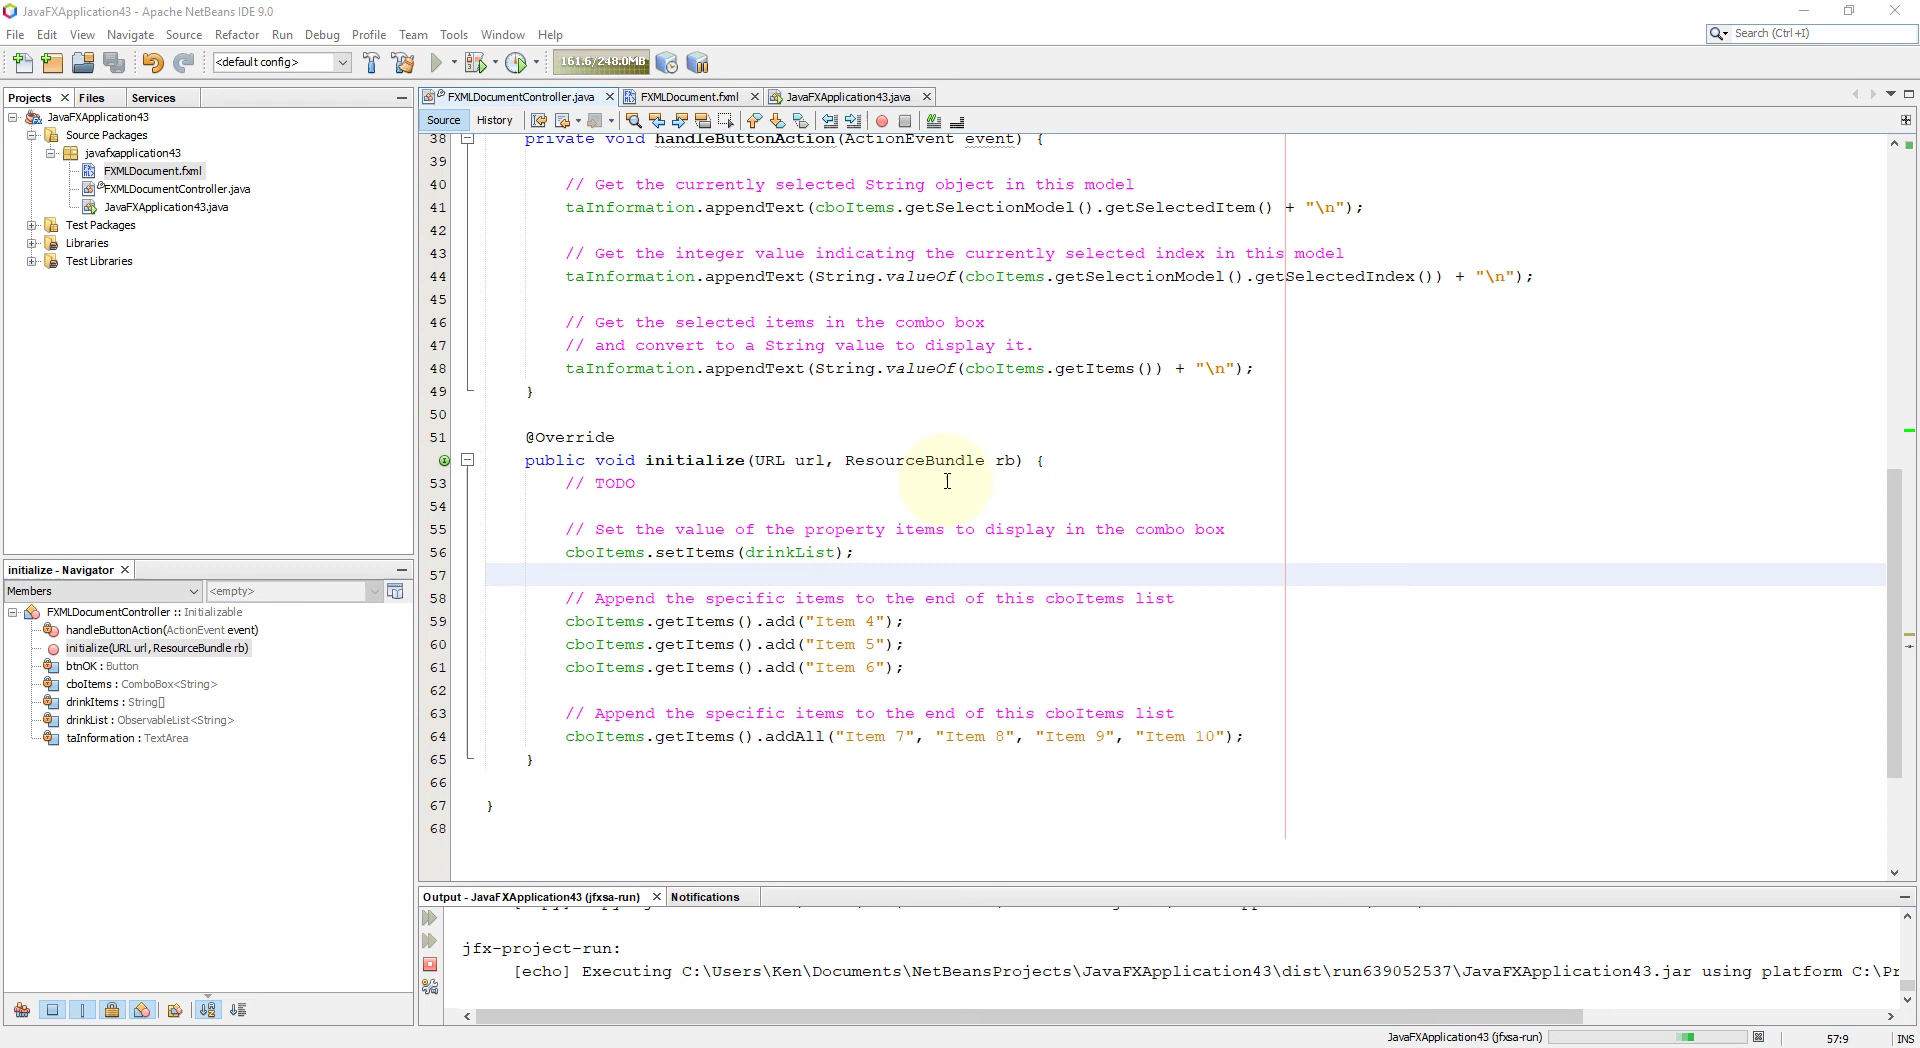 JavaFXApplication43 - Apache NetBeans IDE 9.0
File Edit View Navigate Source Refactor Run Debug Profile Team Tools Window Help
Search (Ctrl+I)
<default config>
161.6/248.0MB
Projects Files Services
FXMLDocumentController.java FXMLDocument.fxml JavaFXApplication43.java
Source History
JavaFXApplication43
Source Packages
javafxapplication43
FXMLDocument.fxml
FXMLDocumentController.java
JavaFXApplication43.java
Test Packages
Libraries
Test Libraries
initialize - Navigator
Members <empty>
FXMLDocumentController :: Initializable
handleButtonAction(ActionEvent event)
initialize(URL url, ResourceBundle rb)
btnOK : Button
cboItems : ComboBox<String>
drinkItems : String[]
drinkList : ObservableList<String>
taInformation : TextArea
38 private void handleButtonAction(ActionEvent event) {
39
40 // Get the currently selected String object in this model
41 taInformation.appendText(cboItems.getSelectionModel().getSelectedItem() + "\n");
42
43 // Get the integer value indicating the currently selected index in this model
44 taInformation.appendText(String.valueOf(cboItems.getSelectionModel().getSelectedIndex()) + "\n");
45
46 // Get the selected items in the combo box
47 // and convert to a String value to display it.
48 taInformation.appendText(String.valueOf(cboItems.getItems()) + "\n");
49 }
50
51 @Override
public void initialize(URL url, ResourceBundle rb) {
53 // TODO
54
55 // Set the value of the property items to display in the combo box
56 cboItems.setItems(drinkList);
57
58 // Append the specific items to the end of this cboItems list
59 cboItems.getItems().add("Item 4");
60 cboItems.getItems().add("Item 5");
61 cboItems.getItems().add("Item 6");
62
63 // Append the specific items to the end of this cboItems list
64 cboItems.getItems().addAll("Item 7", "Item 8", "Item 9", "Item 10");
65 }
66
67 }
68
Output - JavaFXApplication43 (jfxsa-run) Notifications
jfx-project-run:
[echo] Executing C:\Users\Ken\Documents\NetBeansProjects\JavaFXApplication43\dist\run639052537\JavaFXApplication43.jar using platform C:\Pr
JavaFXApplication43 (jfxsa-run)
57:9 INS